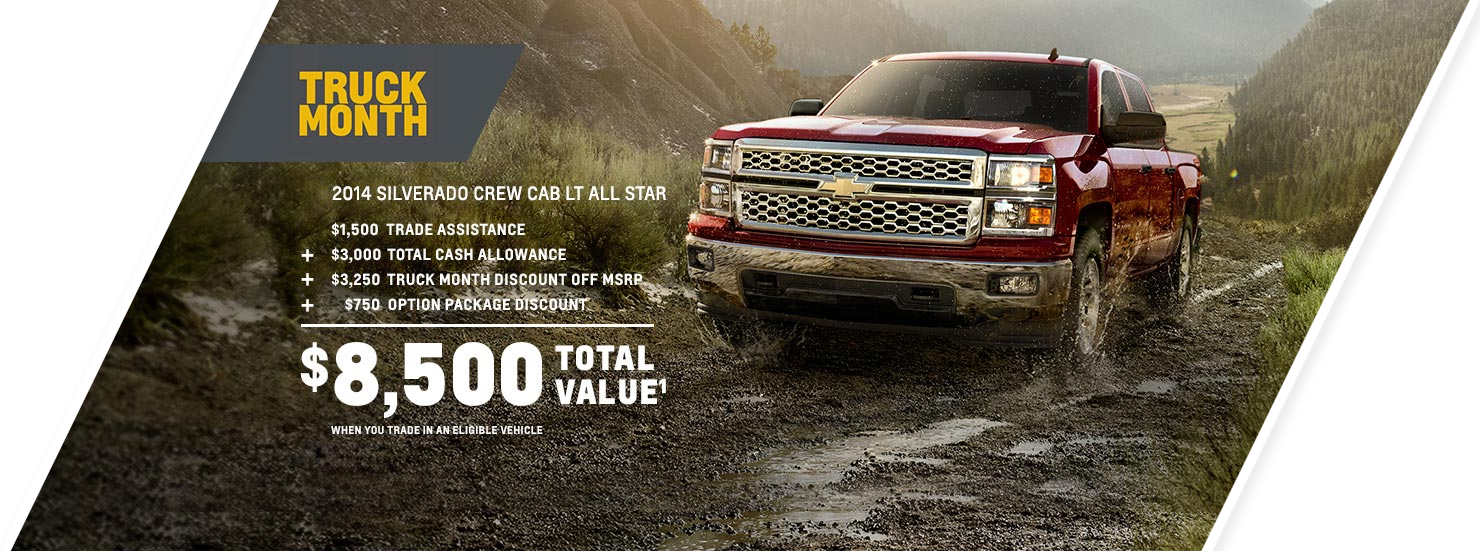 TRUCK
MONTH
2014 SILVERADO CREW CAB LT ALL STAR
$1,500 TRADE ASSISTANCE
+ $3,000 TOTAL CASH ALLOWANCE
+ $3,250 TRUCK MONTH DISCOUNT OFF MSRP
+ $750 OPTION PACKAGE DISCOUNT
$8,500 TOTAL
VALUE¹
WHEN YOU TRADE IN AN ELIGIBLE VEHICLE